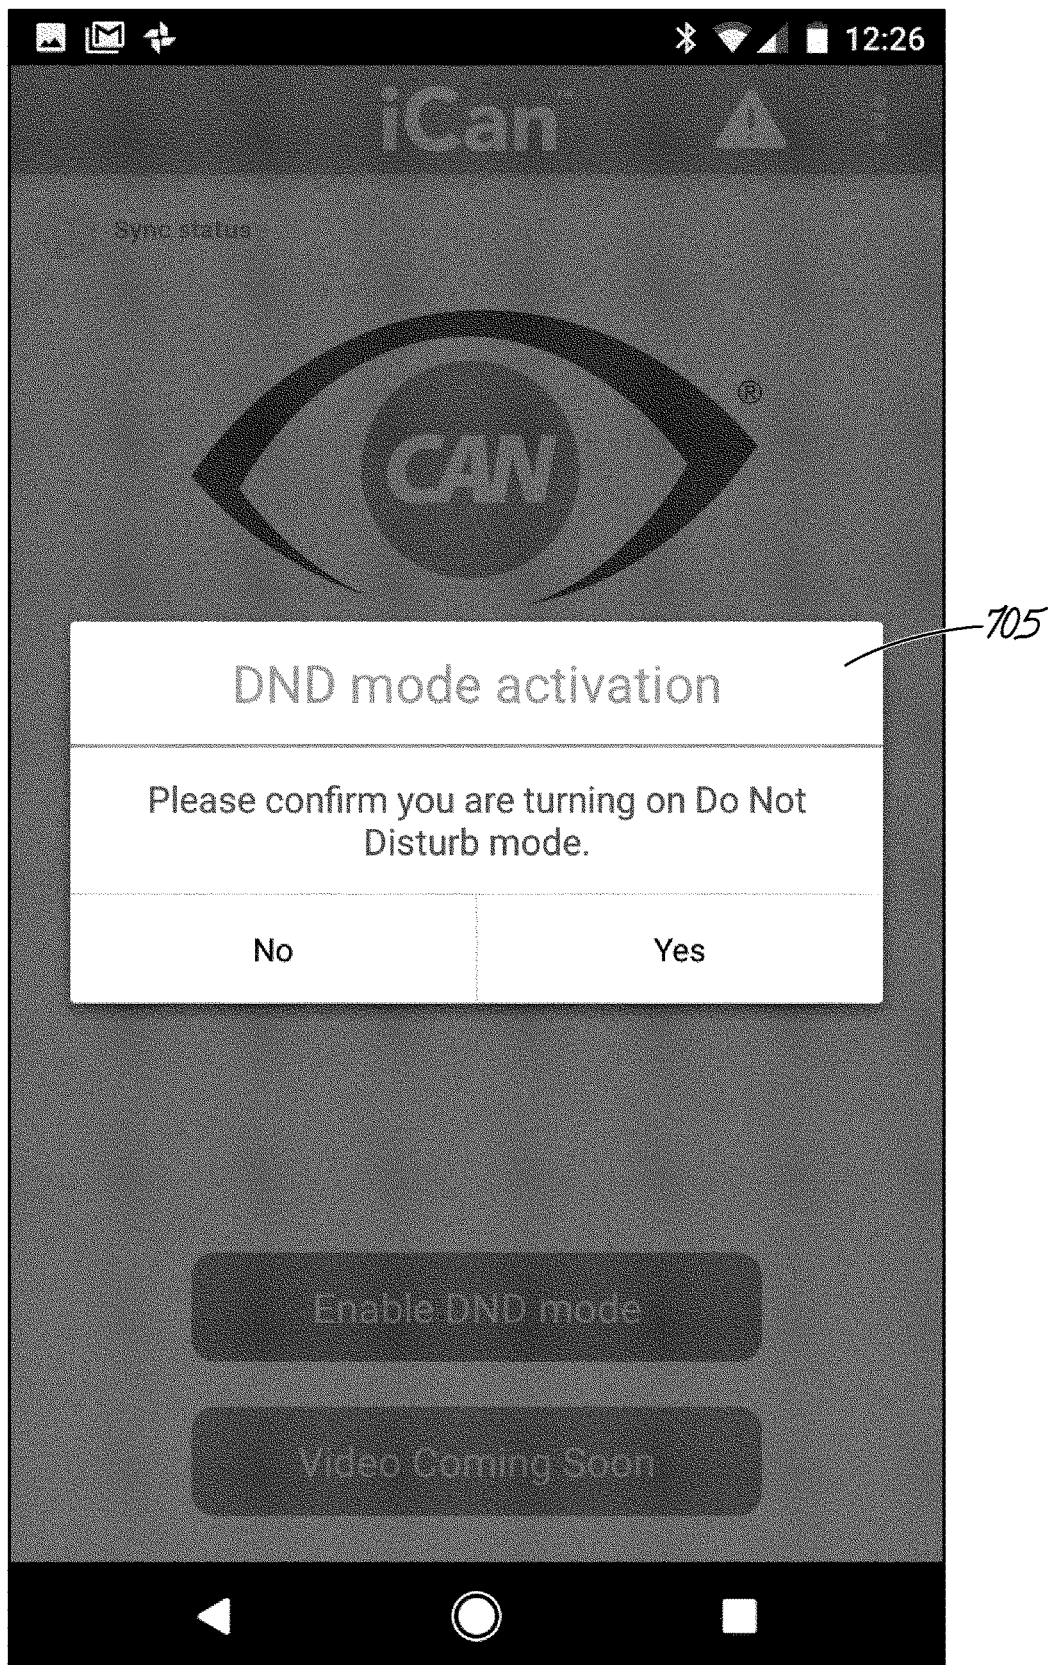 12:26
iCan
Sync status
CAN
®
705
DND mode activation
Please confirm you are turning on Do Not
Disturb mode.
No
Yes
Enable DND mode
Video Coming Soon